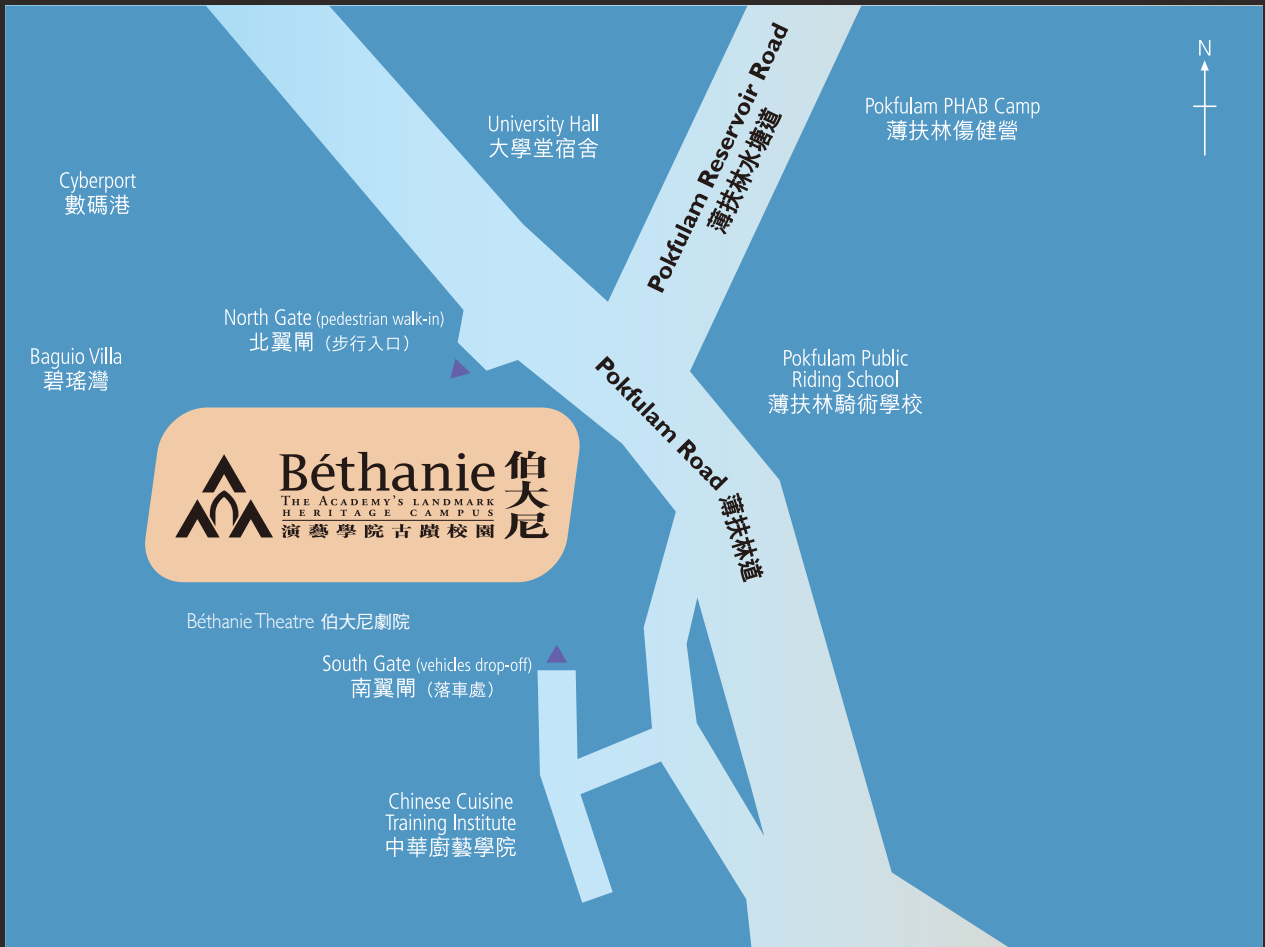 N
Pokfulam Reservoir Road
薄扶林水塘道
Pokfulam PHAB Camp
薄扶林傷健營
University Hall
大學堂宿舍
Cyberport
數碼港
North Gate (pedestrian walk-in)
北翼閘（步行入口）
Baguio Villa
碧瑤灣
Pokfulam Public
Riding School
薄扶林騎術學校
Pokfulam Road 薄扶林道
Béthanie
THE ACADEMY'S LANDMARK
HERITAGE CAMPUS
演藝學院古蹟校園
伯大尼
Béthanie Theatre 伯大尼劇院
South Gate (vehicles drop-off)
南翼閘（落車處）
Chinese Cuisine
Training Institute
中華廚藝學院